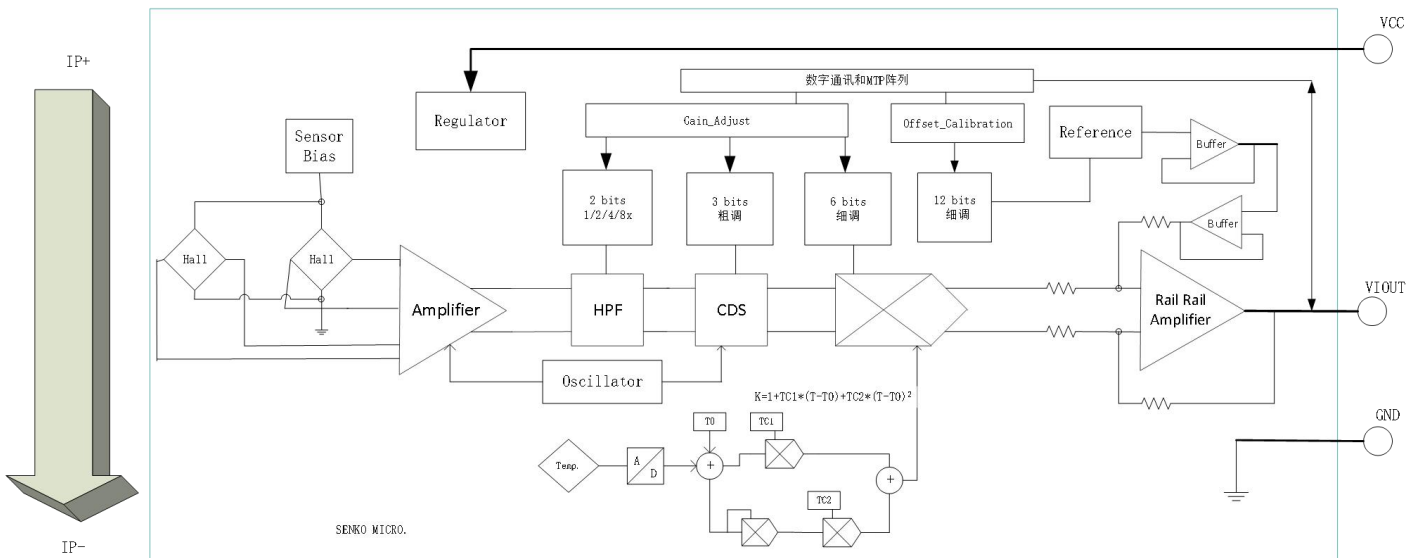 IP+
VCC
数字通讯和MTP阵列
Regulator
Sensor
Bias
Gain_Adjust
Offset_Calibration
Reference
Buffer
2 bits
1/2/4/8x
3 bits
粗调
6 bits
细调
12 bits
细调
Buffer
Hall
Hall
Amplifier
HPF
CDS
Rail Rail
Amplifier
VIOUT
Oscillator
K=1+TC1*(T-T0)+TC2*(T-T0)²
T0
TC1
GND
Temp.
A
D
+
+
TC2
SENKO MICRO.
IP-